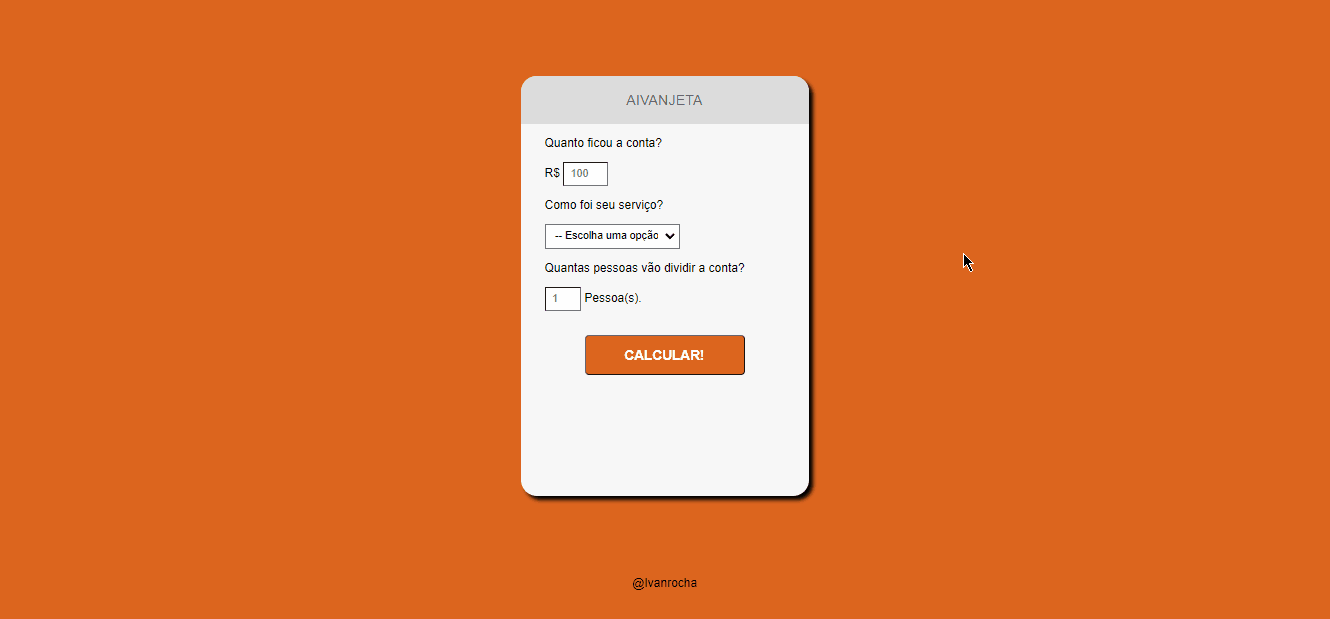 AIVANJETA
Quanto ficou a conta?
R$ 100
Como foi seu serviço?
-- Escolha uma opção
Quantas pessoas vão dividir a conta?
1 Pessoa(s).
CALCULAR!
@Ivanrocha